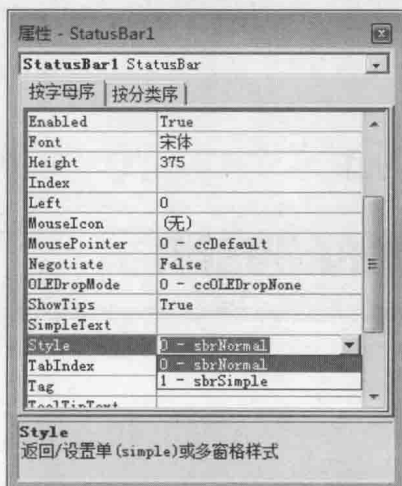 属性 - StatusBar1
StatusBar1 StatusBar
按字母序 按分类序
Enabled True
Font 宋体
Height 375
Index
Left 0
MouseIcon (无)
MousePointer 0 - ccDefault
Negotiate False
OLEDropMode 0 - ccOLEDropNone
ShowTips True
SimpleText
Style 0 - sbrNormal
TabIndex 0 - sbrNormal
Tag 1 - sbrSimple
ToolTipText
Style
返回/设置单(simple)或多窗格样式